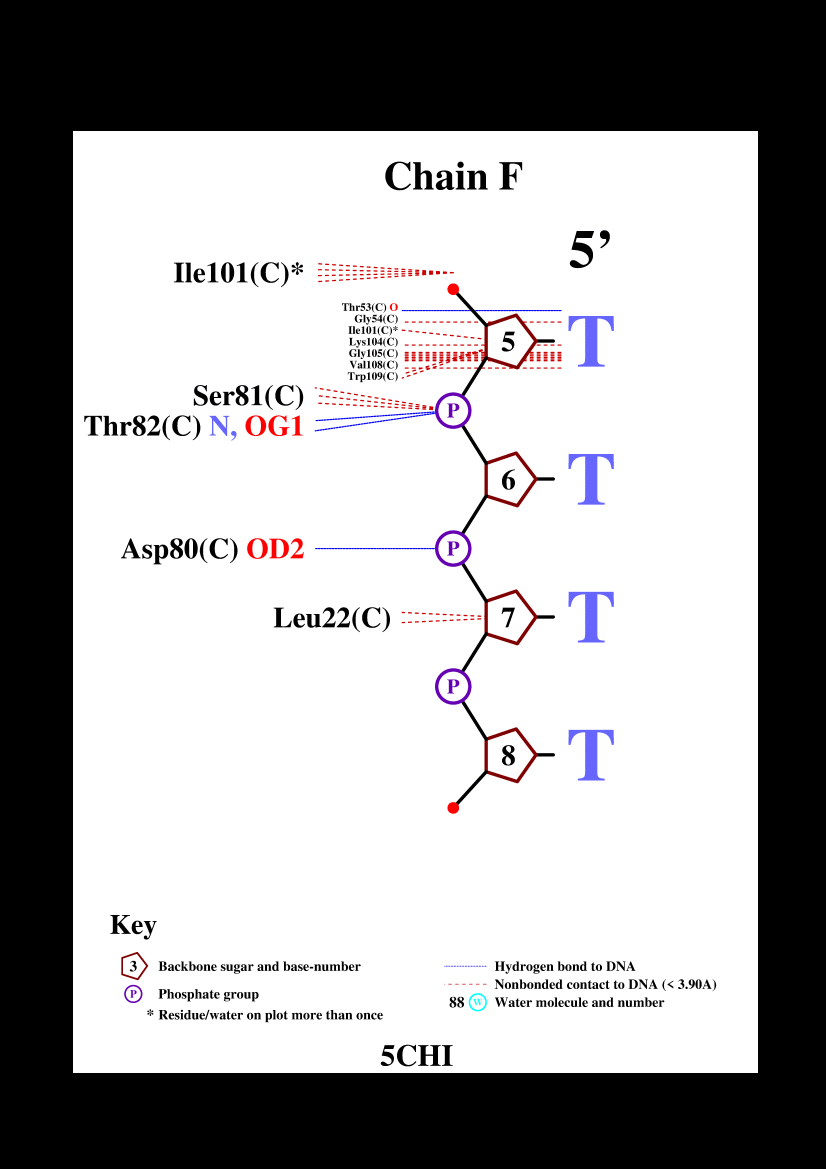 Chain F
5’
Ile101(C)*
Thr53(C) O
Gly54(C)
Ile101(C)*
Lys104(C)
Gly105(C)
Val108(C)
Trp109(C)
5
T
Ser81(C)
P
Thr82(C) N, OG1
6
T
Asp80(C) OD2
P
Leu22(C)
7
T
P
8
T
Key
3 Backbone sugar and base-number
P Phosphate group
* Residue/water on plot more than once
Hydrogen bond to DNA
Nonbonded contact to DNA (< 3.90A)
88 W Water molecule and number
5CHI